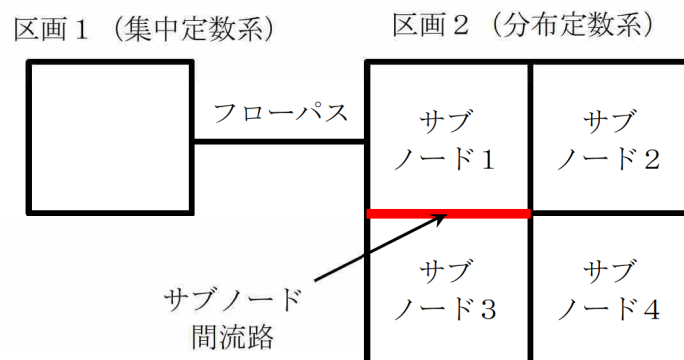 区画１（集中定数系）
区画２（分布定数系）
フローパス
サブ
ノード１
サブ
ノード２
サブ
ノード３
サブ
ノード４
サブノード
間流路